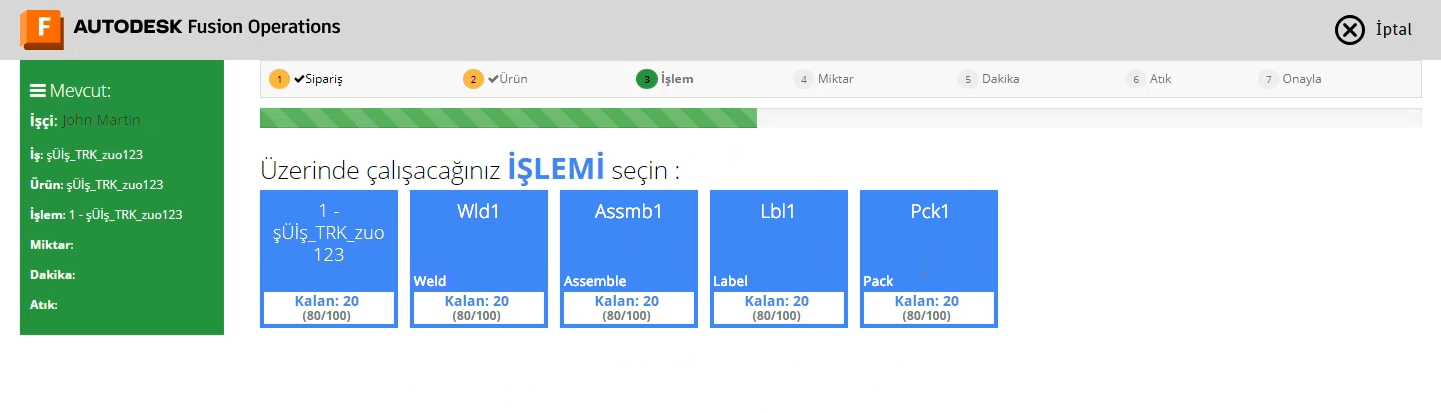 AUTODESK Fusion Operations
İptal
Mevcut:
İşçi: John Martin
İş: şÜİş_TRK_zuo123
Ürün: şÜİş_TRK_zuo123
İşlem: 1 - şÜİş_TRK_zuo123
Miktar:
Dakika:
Atık:
1 Sipariş 2 Ürün 3 İşlem 4 Miktar 5 Dakika 6 Atık 7 Onayla
Üzerinde çalışacağınız İŞLEMİ seçin :
1 -
şÜİş_TRK_zuo
123
Kalan: 20
(80/100)
Wld1
Weld
Kalan: 20
(80/100)
Assmb1
Assemble
Kalan: 20
(80/100)
Lbl1
Label
Kalan: 20
(80/100)
Pck1
Pack
Kalan: 20
(80/100)